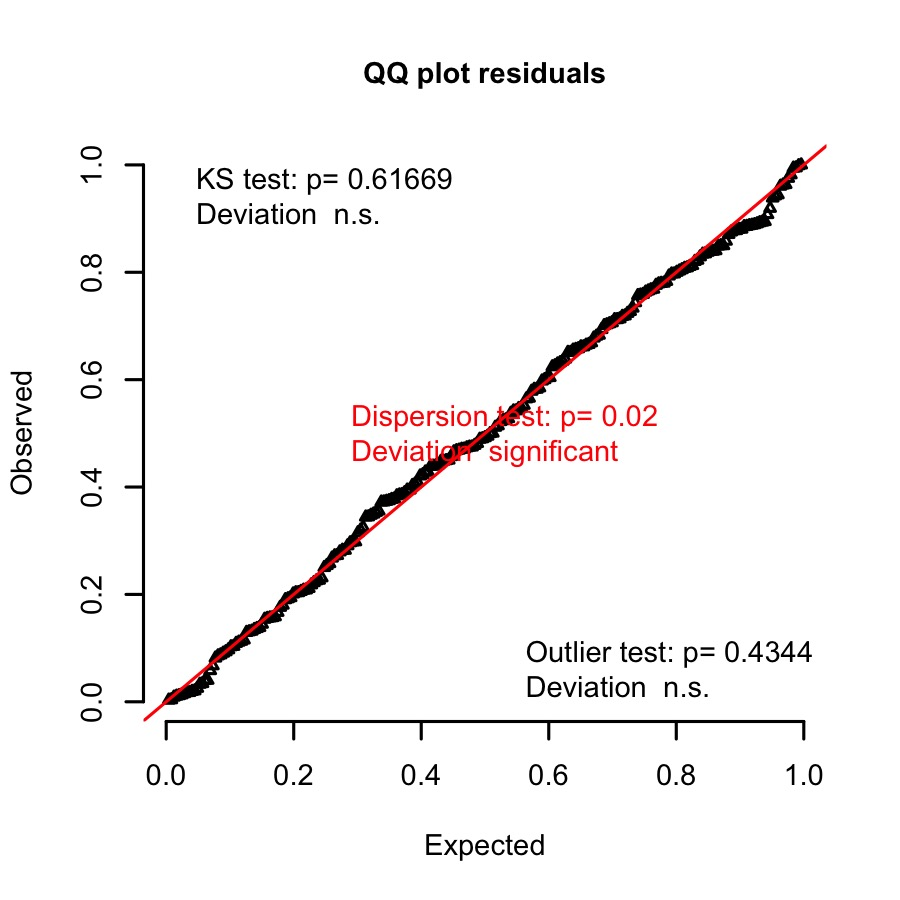 QQ plot residuals
KS test: p= 0.61669
Deviation n.s.
Dispersion test: p= 0.02
Deviation significant
Outlier test: p= 0.4344
Deviation n.s.
Observed
0.0 0.2 0.4 0.6 0.8 1.0
0.0 0.2 0.4 0.6 0.8 1.0
Expected